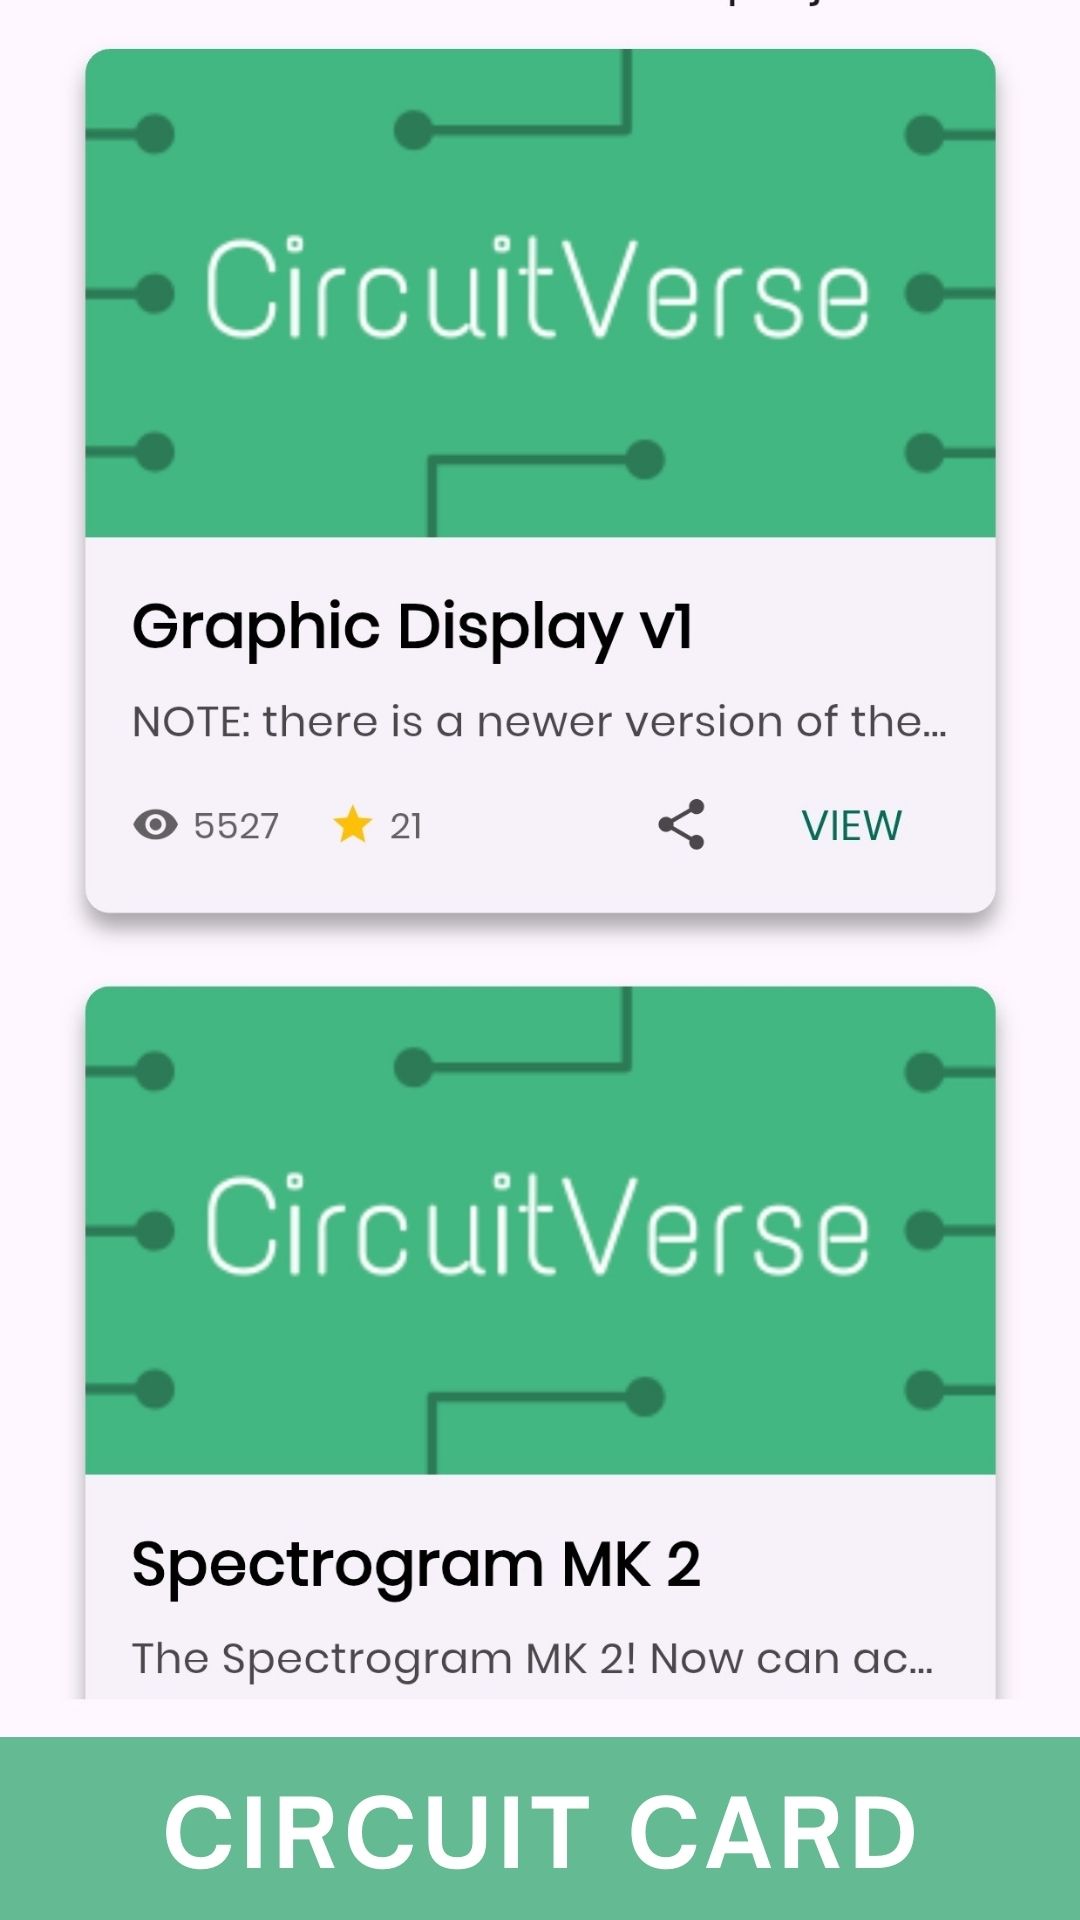 CircuitVerse
Graphic Display v1
NOTE: there is a newer version of the...
5527 21 VIEW
CircuitVerse
Spectrogram MK 2
The Spectrogram MK 2! Now can ac...
CIRCUIT CARD